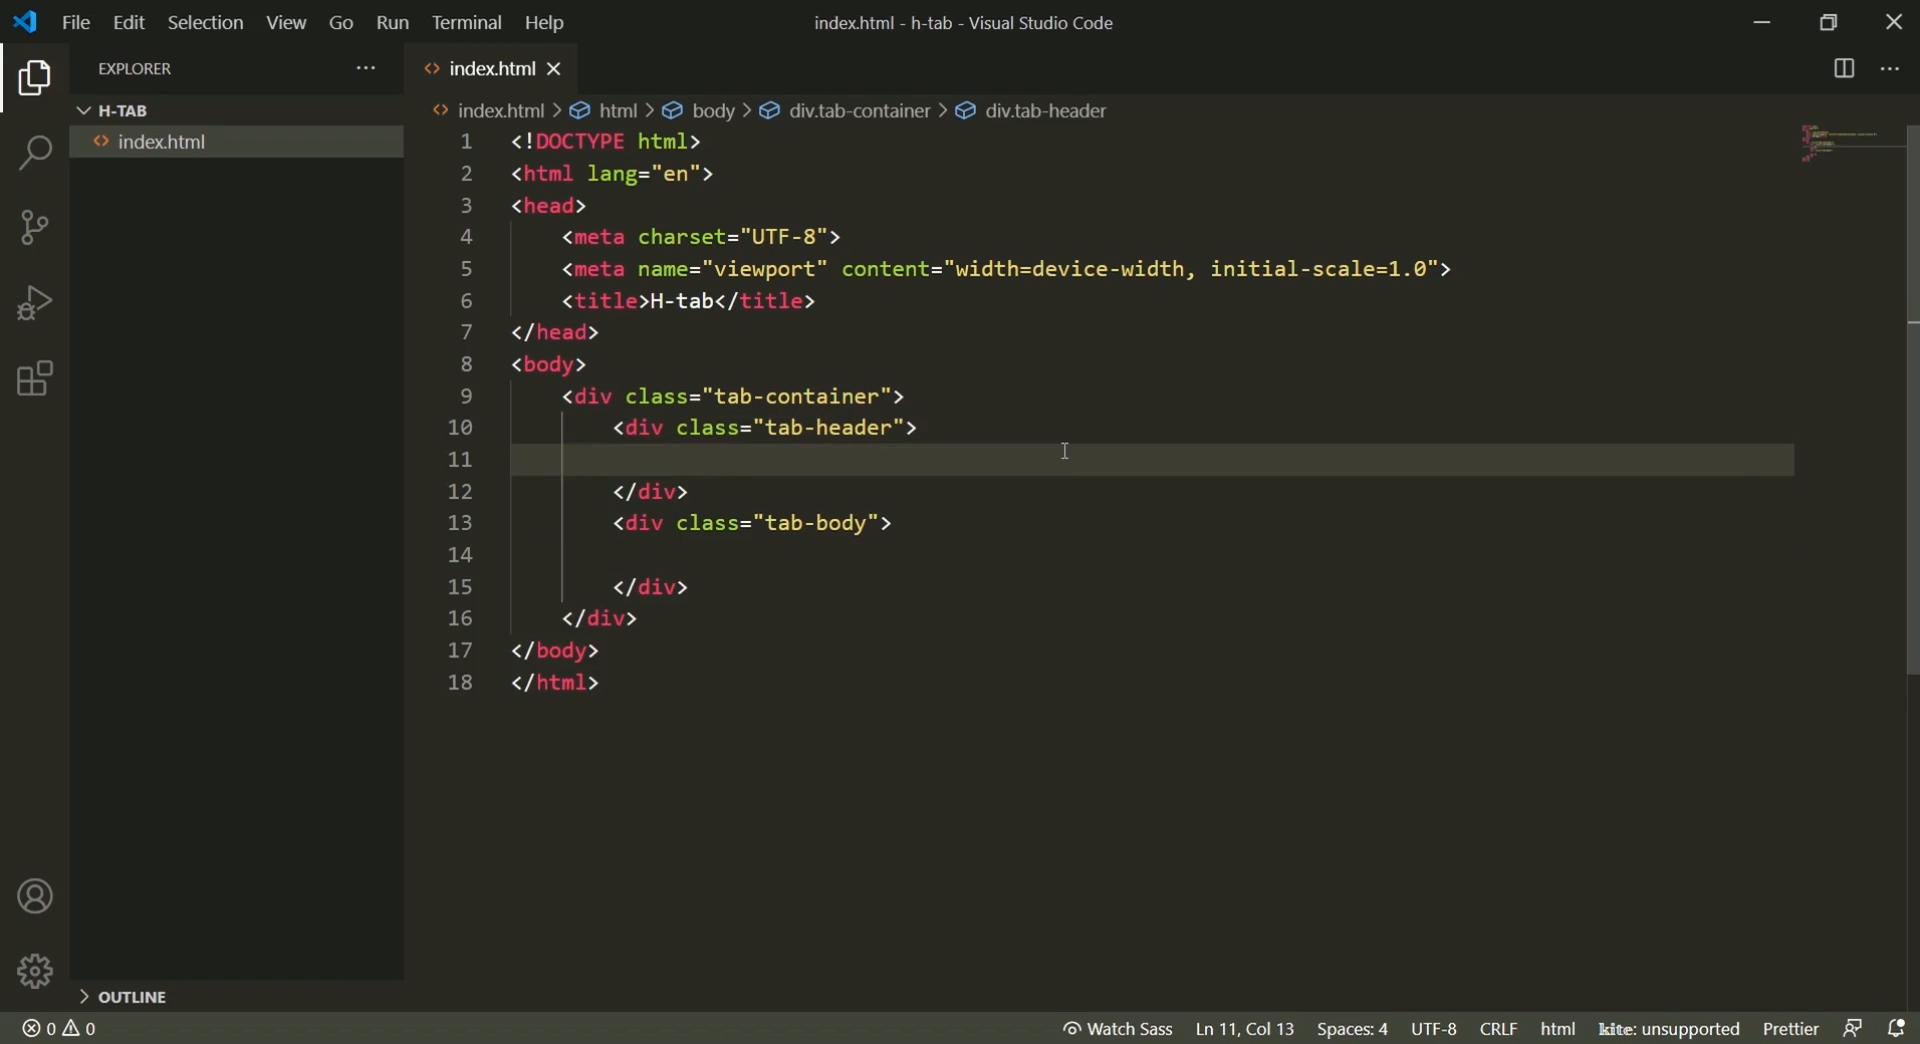 File Edit Selection View Go Run Terminal Help index.html - h-tab - Visual Studio Code
EXPLORER
index.html
H-TAB
index.html > html > body > div.tab-container > div.tab-header
index.html
1 <!DOCTYPE html>
2 <html lang="en">
3 <head>
4 <meta charset="UTF-8">
5 <meta name="viewport" content="width=device-width, initial-scale=1.0">
6 <title>H-tab</title>
7 </head>
8 <body>
9 <div class="tab-container">
10 <div class="tab-header">
11
12 </div>
13 <div class="tab-body">
14
15 </div>
16 </div>
17 </body>
18 </html>
OUTLINE
0 0 Watch Sass Ln 11, Col 13 Spaces: 4 UTF-8 CRLF html kite: unsupported Prettier